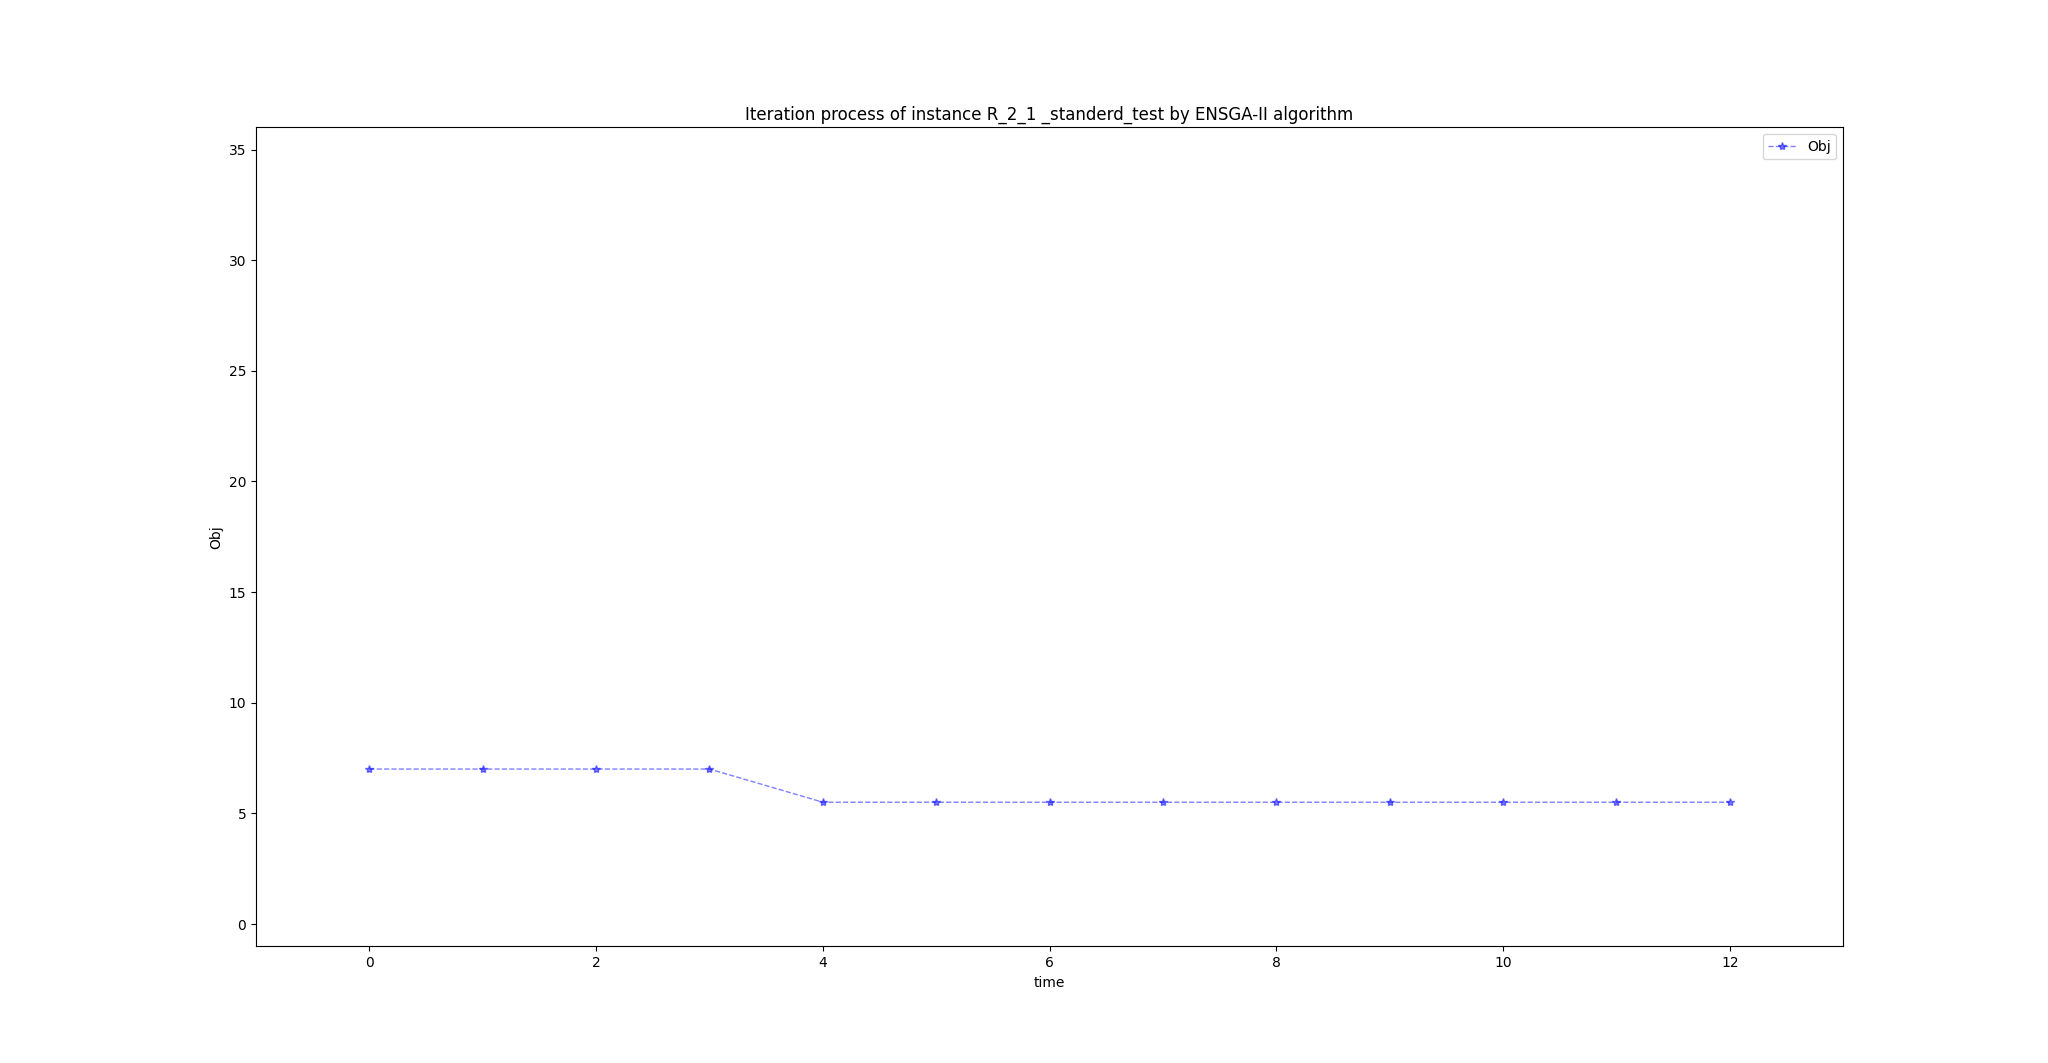 Iteration process of instance R_2_1 _standerd_test by ENSGA-II algorithm
Obj
35
30
25
20
15
10
5
0
Obj
0 2 4 6 8 10 12
time